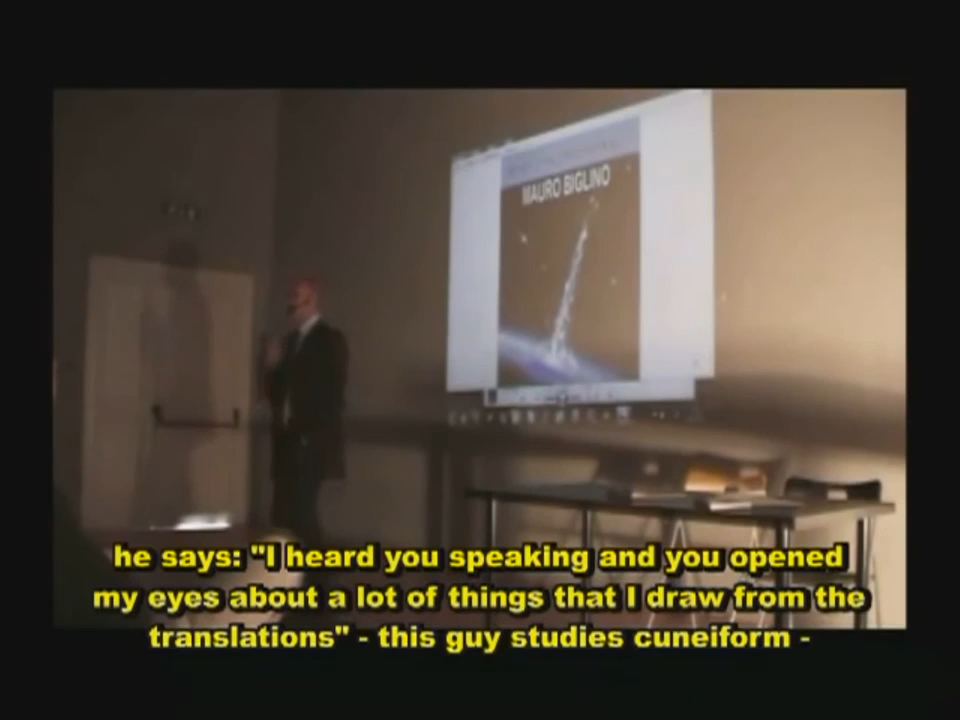 MAURO BIGLINO
he says: "I heard you speaking and you opened
my eyes about a lot of things that I draw from the
translations" - this guy studies cuneiform -